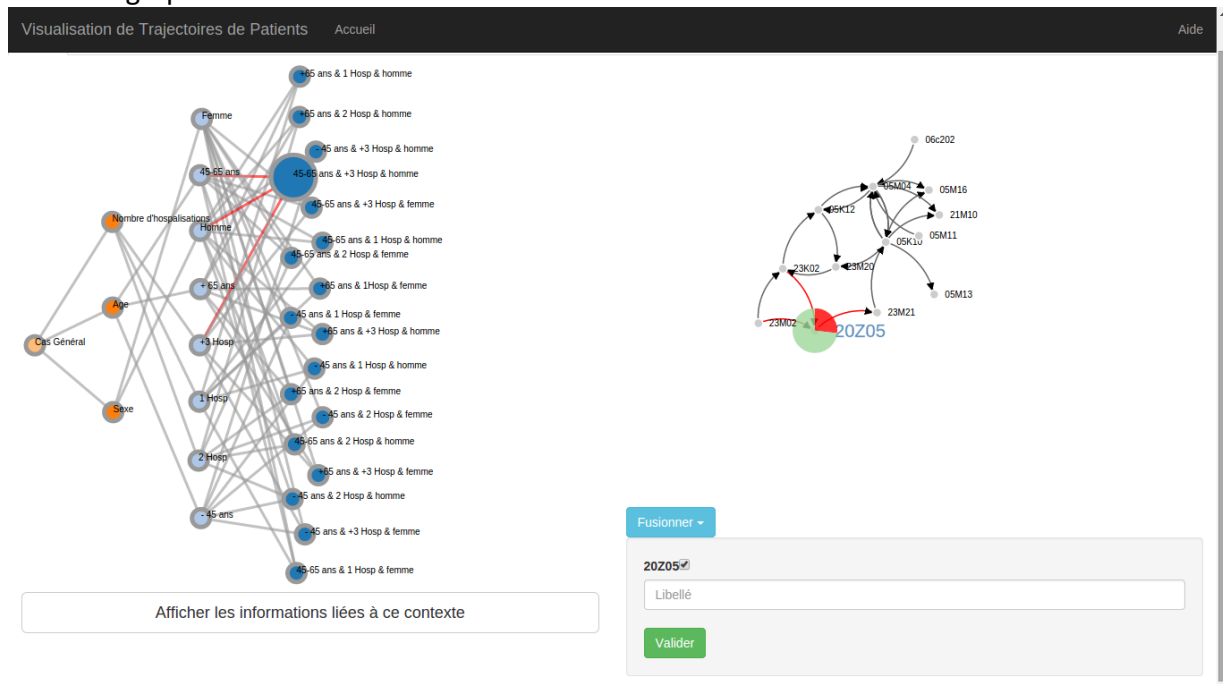 Visualisation de Trajectoires de Patients Accueil Aide
+65 ans & 1 Hosp & homme
Femme
+65 ans & 2 Hosp & homme
- 45 ans & +3 Hosp & homme
45-65 ans
45-65 ans & +3 Hosp & homme
45-65 ans & +3 Hosp & femme
Nombre d'hospalisations
Homme
45-65 ans & 1 Hosp & homme
45-65 ans & 2 Hosp & femme
+ 65 ans
+65 ans & 1Hosp & femme
Age
- 45 ans & 1 Hosp & femme
+65 ans & +3 Hosp & homme
Cas Général
+3 Hosp
- 45 ans & 1 Hosp & homme
+65 ans & 2 Hosp & femme
1 Hosp
Sexe
- 45 ans & 2 Hosp & femme
45-65 ans & 2 Hosp & homme
2 Hosp
+65 ans & +3 Hosp & femme
- 45 ans & 2 Hosp & homme
- 45 ans
- 45 ans & +3 Hosp & femme
45-65 ans & 1 Hosp & femme
Afficher les informations liées à ce contexte
06c202
05M04
05M16
05K12
21M10
05M11
05K10
23K02
23M20
05M13
23M21
23M02
20Z05
Fusionner
20Z05
Libellé
Valider